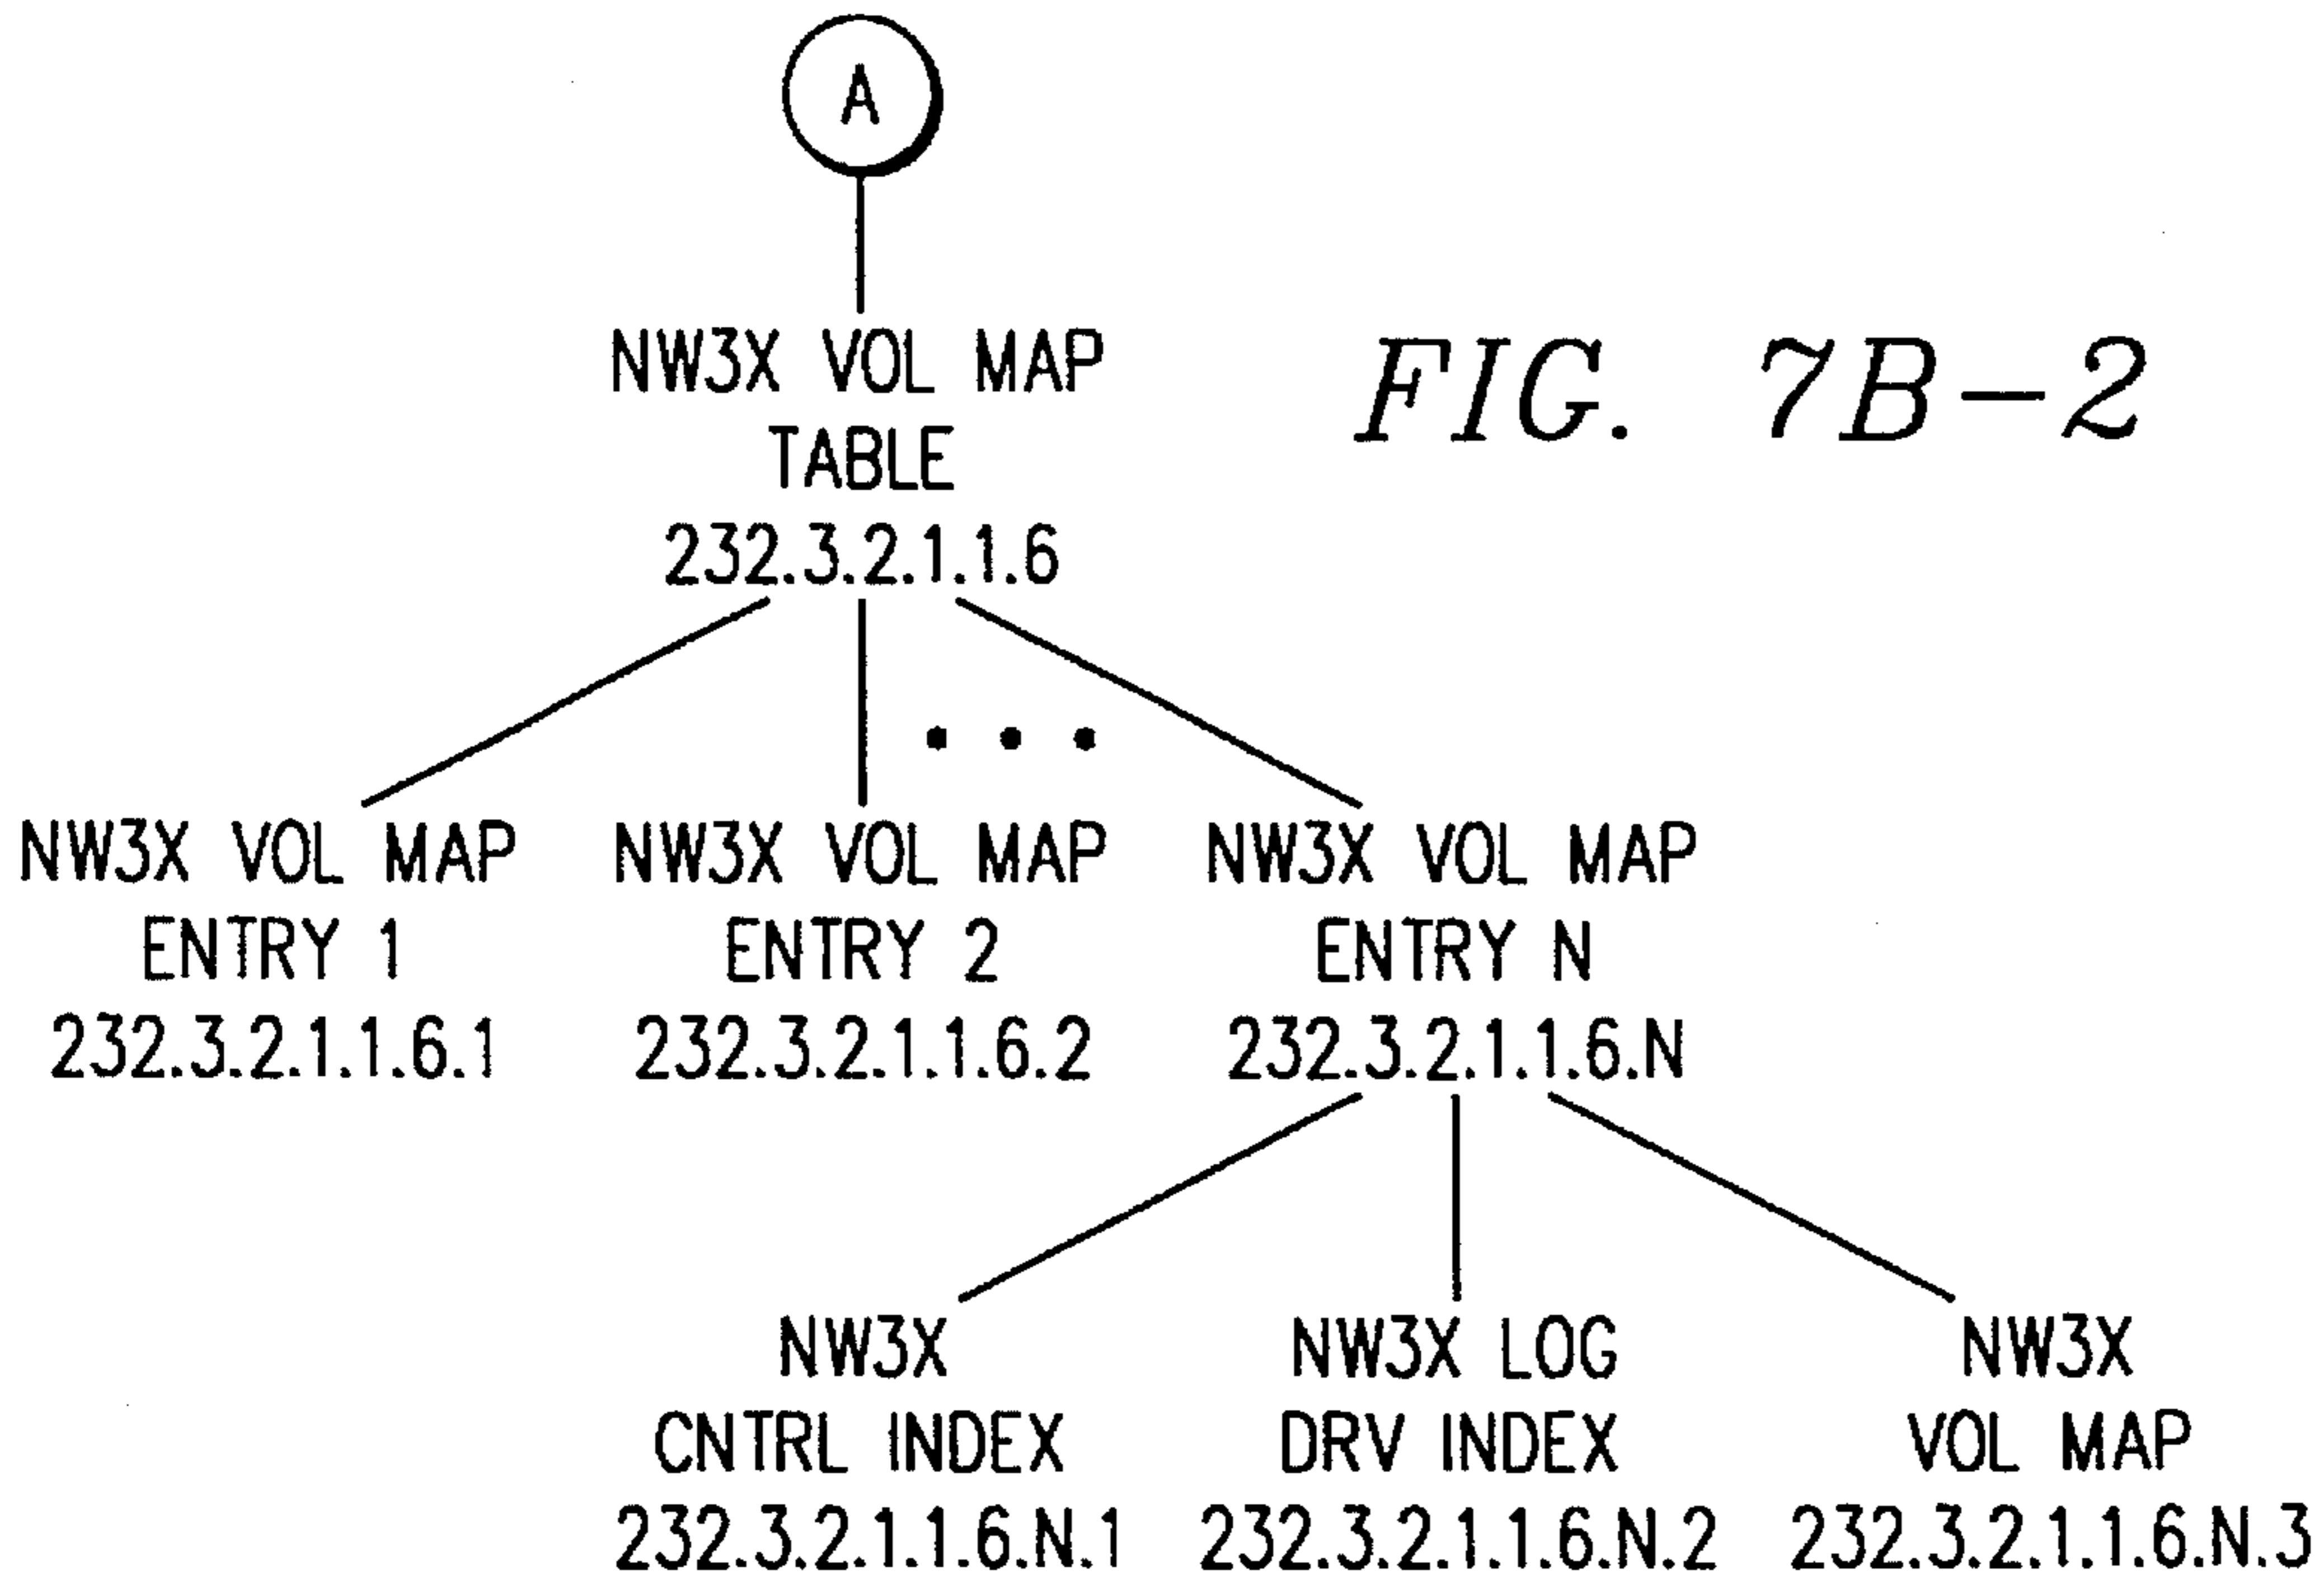 A
NW3X VOL MAP
TABLE
232.3.2.1.1.6
FIG. 7B-2
NW3X VOL MAP
ENTRY 1
232.3.2.1.1.6.1
NW3X VOL MAP
ENTRY 2
232.3.2.1.1.6.2
NW3X VOL MAP
ENTRY N
232.3.2.1.1.6.N
NW3X
CNTRL INDEX
232.3.2.1.1.6.N.1
NW3X LOG
DRV INDEX
232.3.2.1.1.6.N.2
NW3X
VOL MAP
232.3.2.1.1.6.N.3